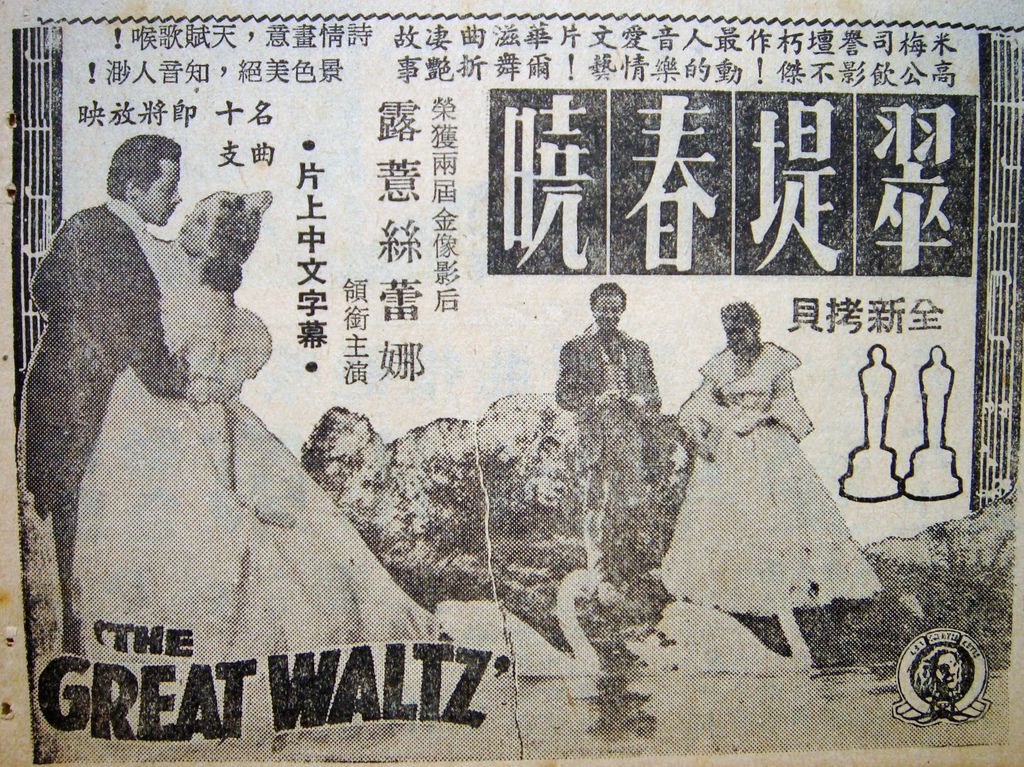 米高梅公司飲譽影壇不朽傑作！最動人的音樂愛情文藝片！華爾滋舞曲折凄艷故事
詩情畫意，天賦歌喉！
景色美絕，知音人渺！
名曲十支即將放映
翠堤春曉
全新拷貝
榮獲兩屆金像影后
露薏絲蕾娜
領銜主演
•片上中文字幕•
"THE
GREAT WALTZ"